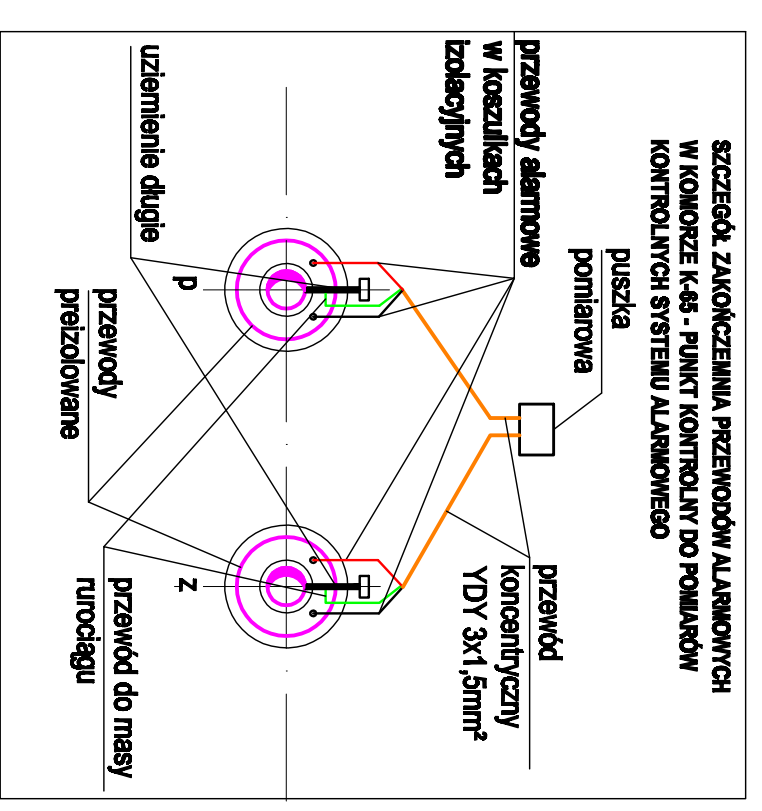 SZCZEGÓŁ ZAKOŃCZEMNIA PRZEWODÓW ALARMOWYCH
W KOMORZE K-65 - PUNKT KONTROLNY DO POMIARÓW
KONTROLNYCH SYSTEMU ALARMOWEGO
puszka
pomiarowa
przewody alarmowe
w koszulkach
izolacyjnych
przewód
koncentryczny
YDY 3x1,5mm²
p
z
uziemienie długie
przewody
preizolowane
przewód do masy
rurociągu